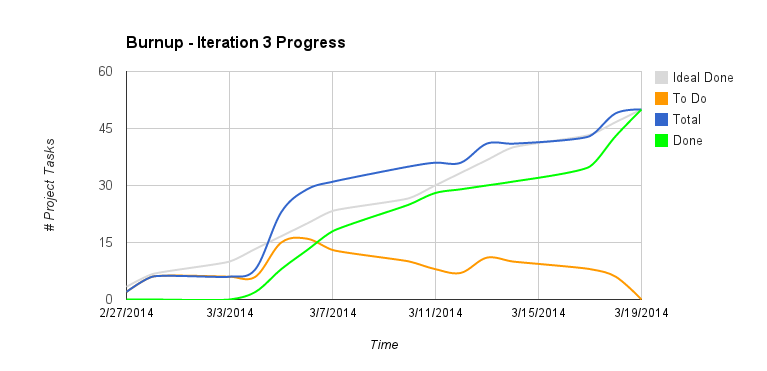 Burnup - Iteration 3 Progress
60
45
30
15
0
# Project Tasks
2/27/2014
3/3/2014
3/7/2014
3/11/2014
3/15/2014
3/19/2014
Time
Ideal Done
To Do
Total
Done